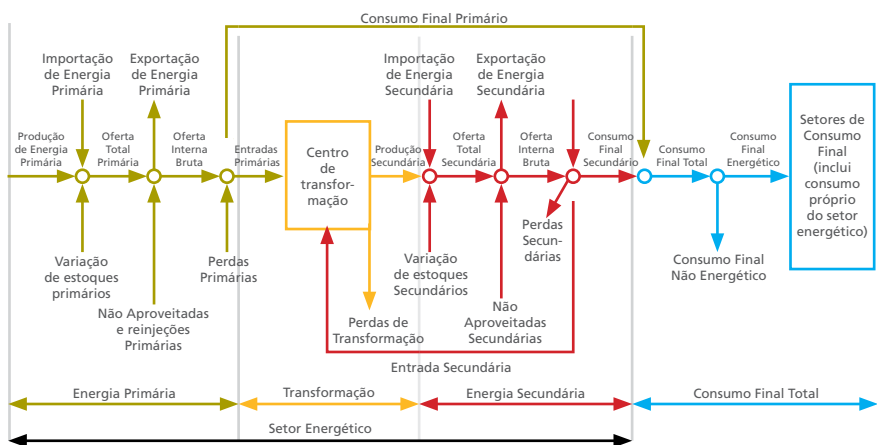 Consumo Final Primário
Importação
de Energia
Primária
Exportação
de Energia
Primária
Importação
de Energia
Secundária
Exportação
de Energia
Secundária
Produção
de Energia
Primária
Oferta
Total
Primária
Oferta
Interna
Bruta
Entradas
Primárias
Centro
de
transfor-
mação
Produção
Secundária
Oferta
Total
Secundária
Oferta
Interna
Bruta
Consumo
Final
Secundário
Consumo
Final Total
Consumo
Final
Energético
Setores de
Consumo
Final
(inclui
consumo
próprio
do setor
energético)
Variação
de estoques
primários
Não Aproveitadas
e reinjeções
Primárias
Perdas
Primárias
Perdas de
Transformação
Variação
de estoques
Secundários
Não
Aproveitadas
Secundárias
Perdas
Secun-
dárias
Consumo Final
Não Energético
Entrada Secundária
Energia Primária
Transformação
Energia Secundária
Consumo Final Total
Setor Energético